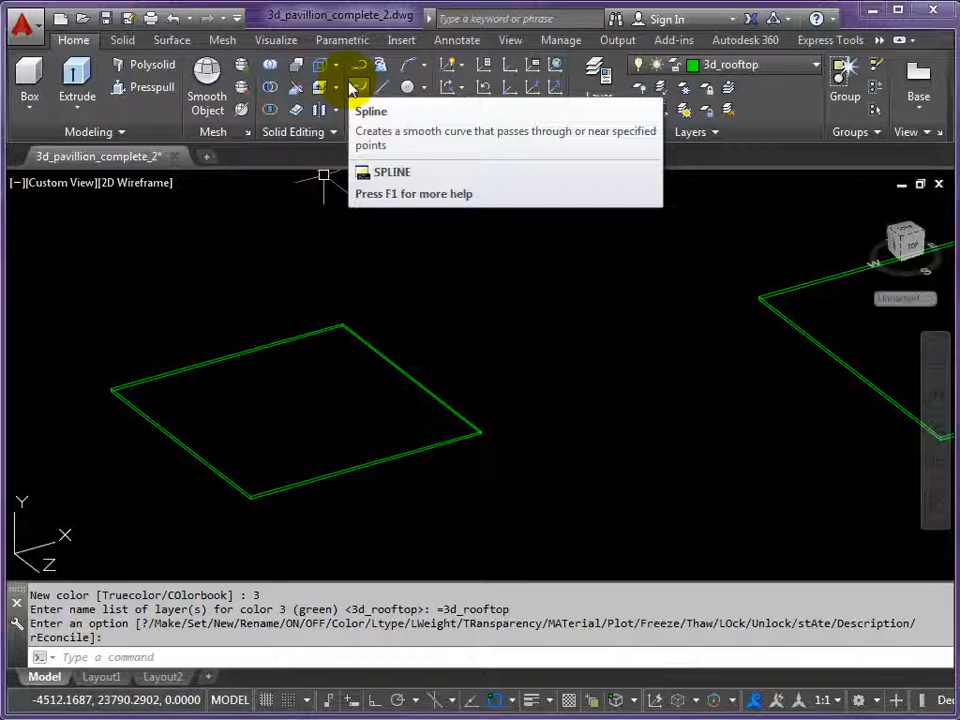 3d_pavillion_complete_2.dwg
Type a keyword or phrase
Sign In
Home Solid Surface Mesh Visualize Parametric Insert Annotate View Manage Output Add-ins Autodesk 360 Express Tools
Box
Extrude
Polysolid
Presspull
Smooth
Object
3d_rooftop
Group
Base
Modeling
Mesh
Solid Editing
Layers
Groups
View
Spline
Creates a smooth curve that passes through or near specified
points
SPLINE
Press F1 for more help
3d_pavillion_complete_2*
[−][Custom View][2D Wireframe]
TOP
W
S
Unnamed
Y
X
Z
New color [Truecolor/COlorbook] : 3
Enter name list of layer(s) for color 3 (green) <3d_rooftop>: =3d_rooftop
Enter an option [?/Make/Set/New/Rename/ON/OFF/Color/Ltype/LWeight/TRansparency/MATerial/Plot/Freeze/Thaw/LOck/Unlock/stAte/Description/
rEconcile]:
Type a command
Model Layout1 Layout2 +
-4512.1687, 23790.2902, 0.0000 MODEL 1:1 Dec